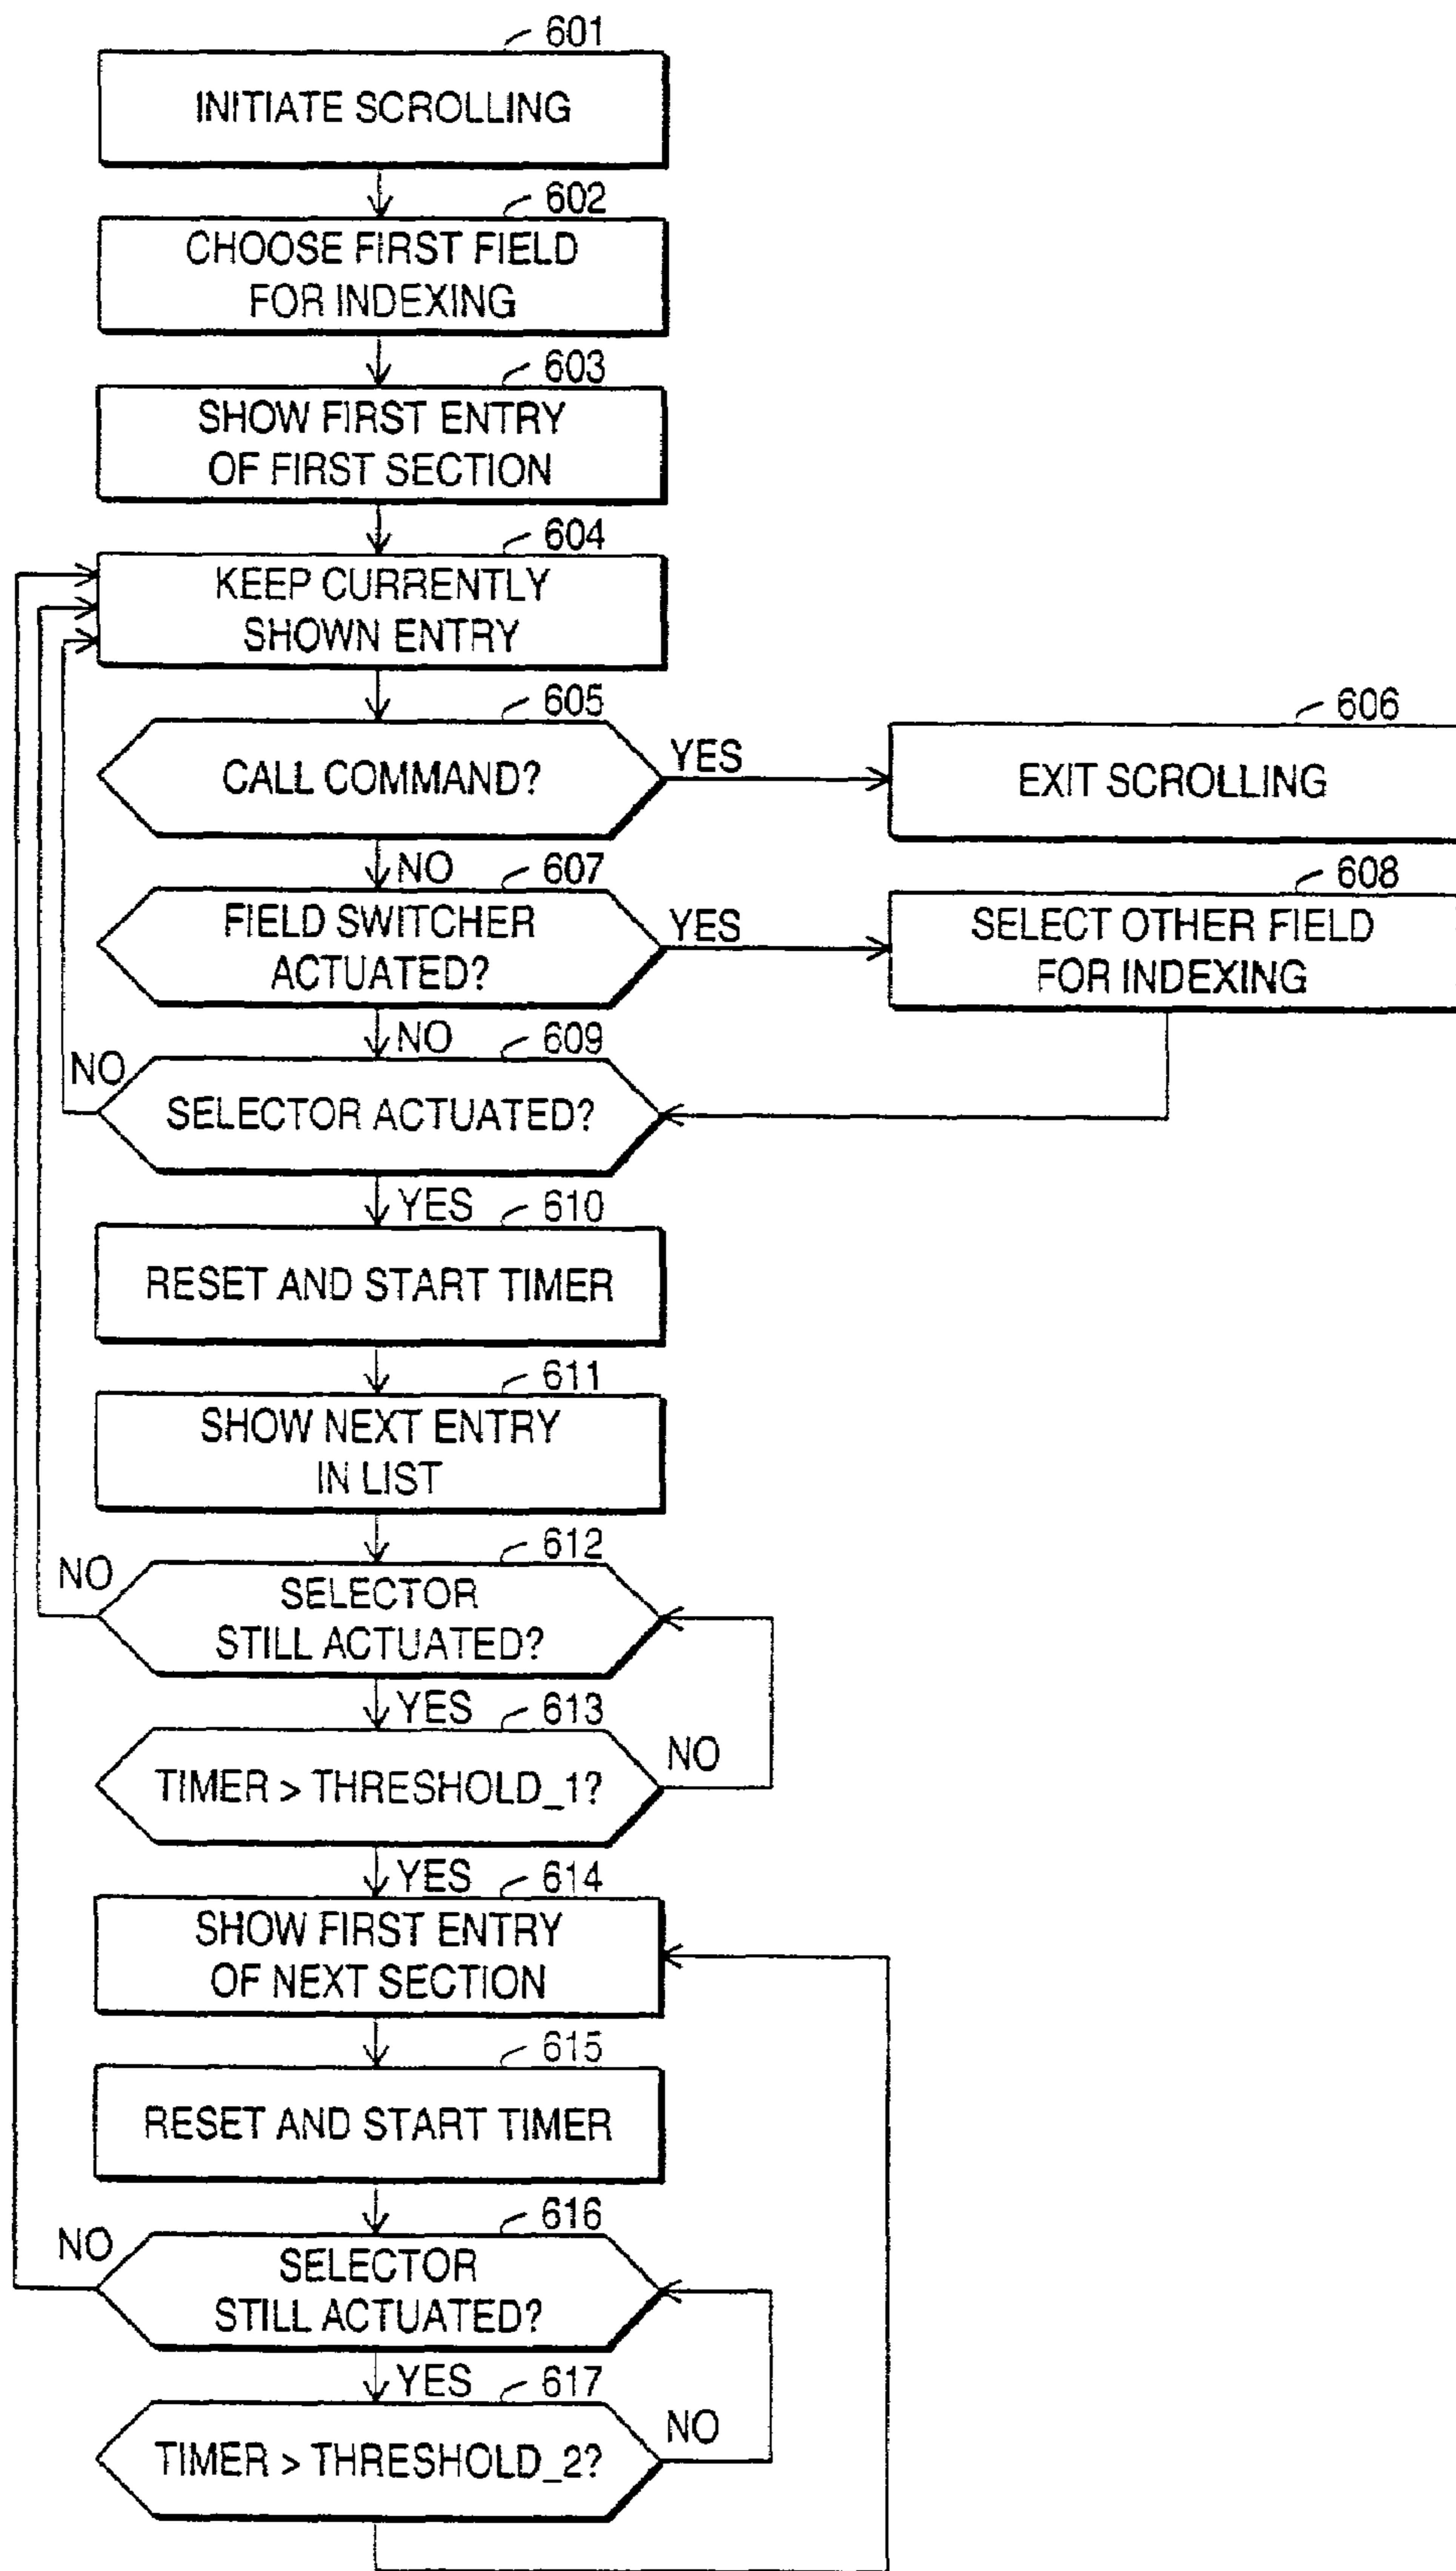 601
INITIATE SCROLLING
602
CHOOSE FIRST FIELD
FOR INDEXING
603
SHOW FIRST ENTRY
OF FIRST SECTION
604
KEEP CURRENTLY
SHOWN ENTRY
605
CALL COMMAND?
YES
606
EXIT SCROLLING
NO
607
FIELD SWITCHER
ACTUATED?
YES
608
SELECT OTHER FIELD
FOR INDEXING
NO
609
NO
SELECTOR ACTUATED?
YES
610
RESET AND START TIMER
611
SHOW NEXT ENTRY
IN LIST
612
NO
SELECTOR
STILL ACTUATED?
YES
613
TIMER > THRESHOLD_1?
NO
YES
614
SHOW FIRST ENTRY
OF NEXT SECTION
615
RESET AND START TIMER
616
NO
SELECTOR
STILL ACTUATED?
YES
617
TIMER > THRESHOLD_2?
NO